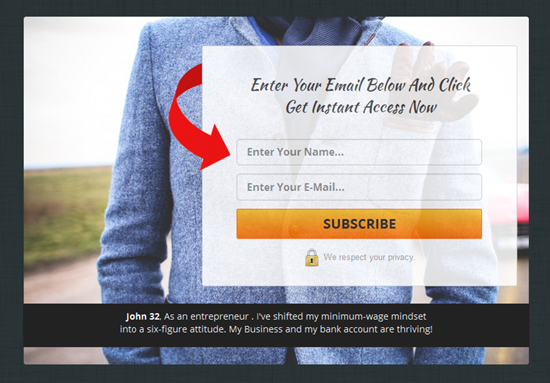 Enter Your Email Below And Click
Get Instant Access Now
Enter Your Name...
Enter Your E-Mail...
SUBSCRIBE
We respect your privacy.
John 32, As an entrepreneur . I've shifted my minimum-wage mindset
into a six-figure attitude. My Business and my bank account are thriving!